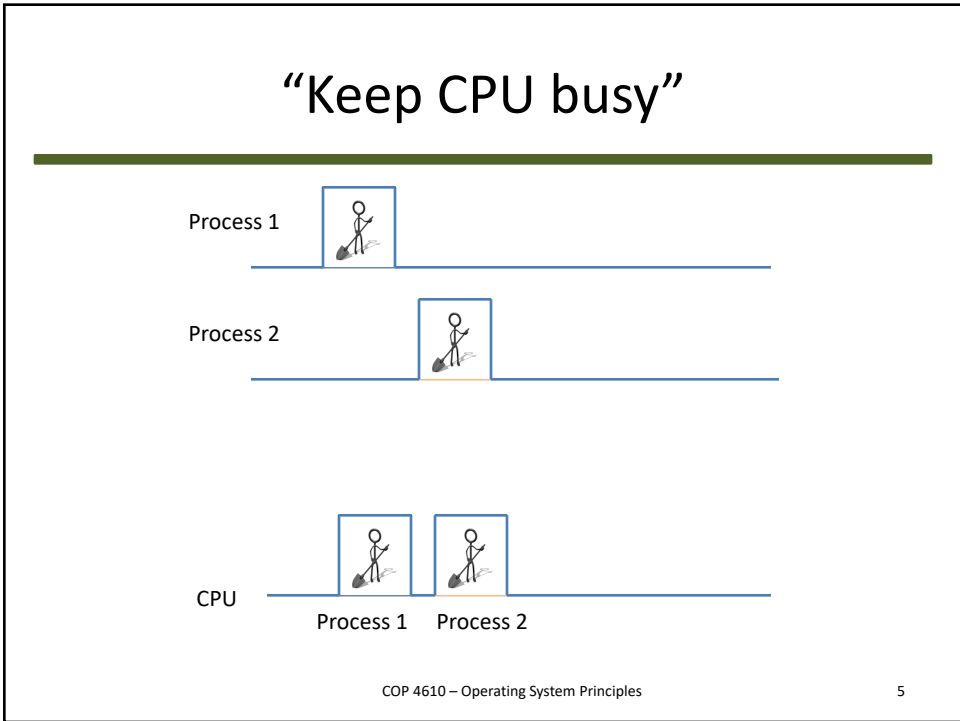 “Keep CPU busy”
Process 1
Process 2
CPU
Process 1 Process 2
COP 4610 – Operating System Principles 5